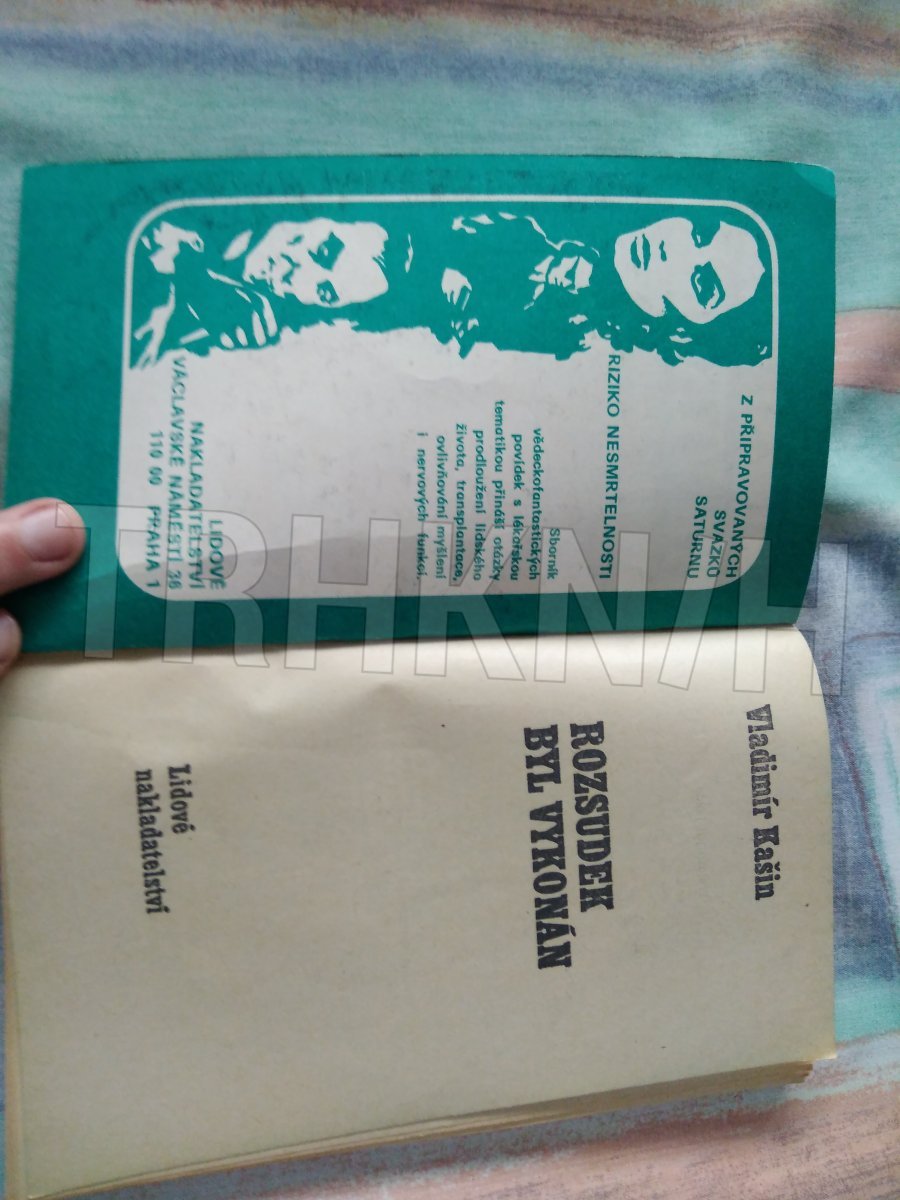 Z PŘIPRAVOVANÝCH
SVAZKŮ
SATURNU
RIZIKO NESMRTELNOSTI
Sborník
vědeckofantastických
povídek s lékařskou
tematikou přináší otázky
prodloužení lidského
života, transplantace,
ovlivňování myšlení
i nervových funkcí.
LIDOVÉ
NAKLADATELSTVÍ
VÁCLAVSKÉ NÁMĚSTÍ 36
110 00 PRAHA 1
Vladimír Kašin
ROZSUDEK
BYL VYKONÁN
Lidové
nakladatelství